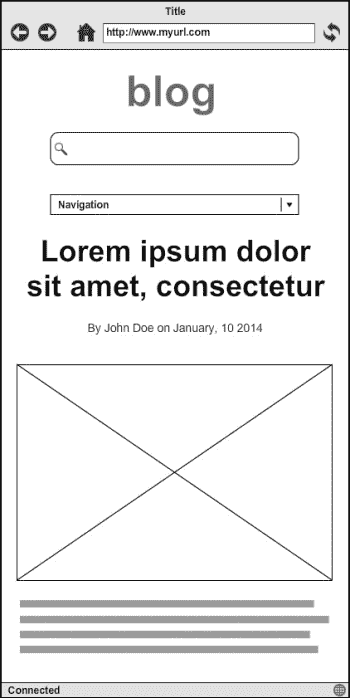 Title
http://www.myurl.com
blog
Navigation
Lorem ipsum dolor
sit amet, consectetur
By John Doe on January, 10 2014
Connected